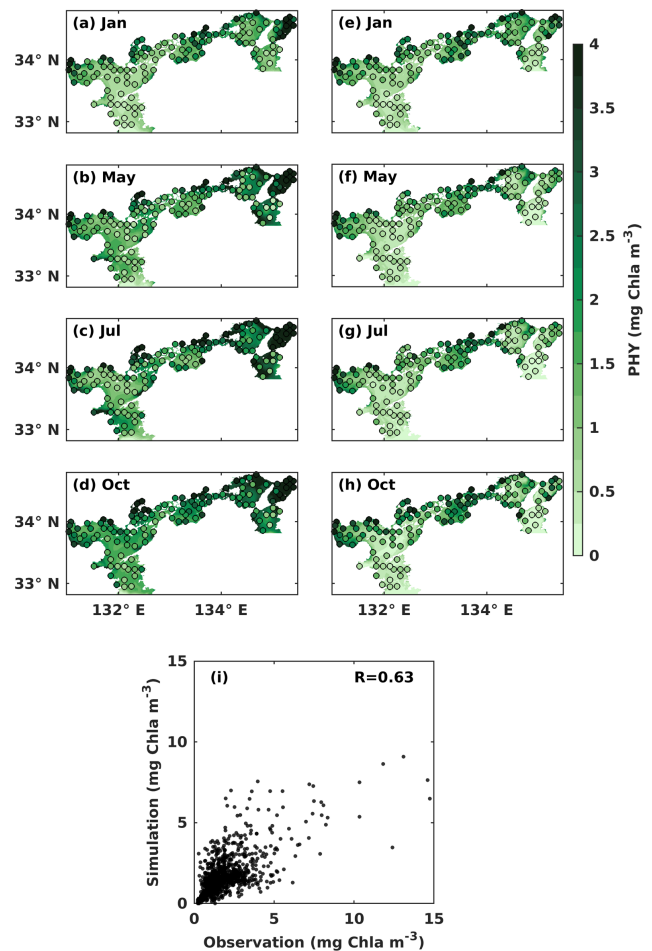 (a) Jan
34° N
33° N
(e) Jan
(b) May
34° N
33° N
(f) May
(c) Jul
34° N
33° N
(g) Jul
(d) Oct
34° N
33° N
132° E 134° E
(h) Oct
132° E 134° E
4
3.5
3
2.5
2
1.5
1
0.5
0
PHY (mg Chla m⁻³)
(i) R=0.63
15
10
5
0
Simulation (mg Chla m⁻³)
0 5 10 15
Observation (mg Chla m⁻³)